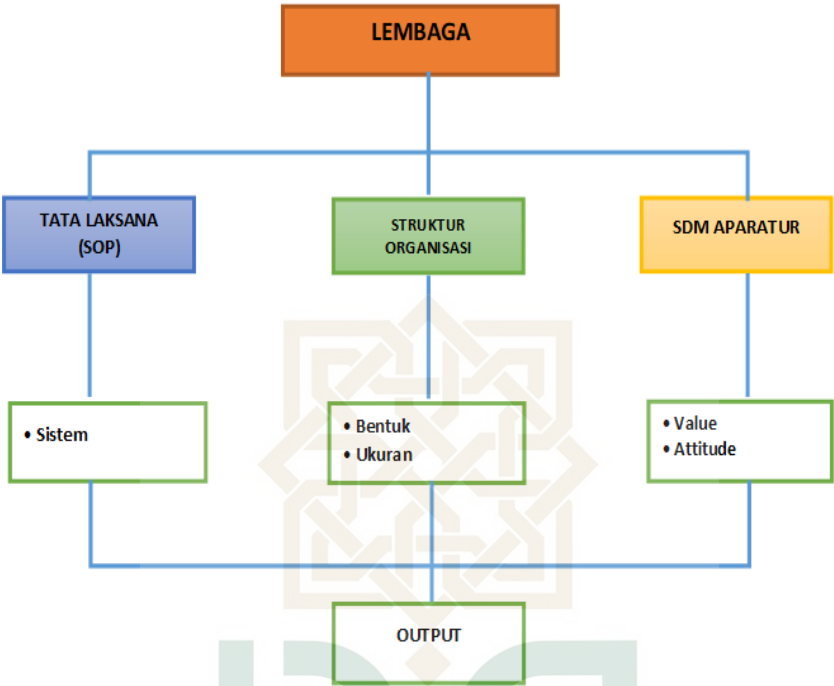 LEMBAGA
TATA LAKSANA
(SOP)
STRUKTUR
ORGANISASI
SDM APARATUR
• Sistem
• Bentuk
• Ukuran
• Value
• Attitude
OUTPUT